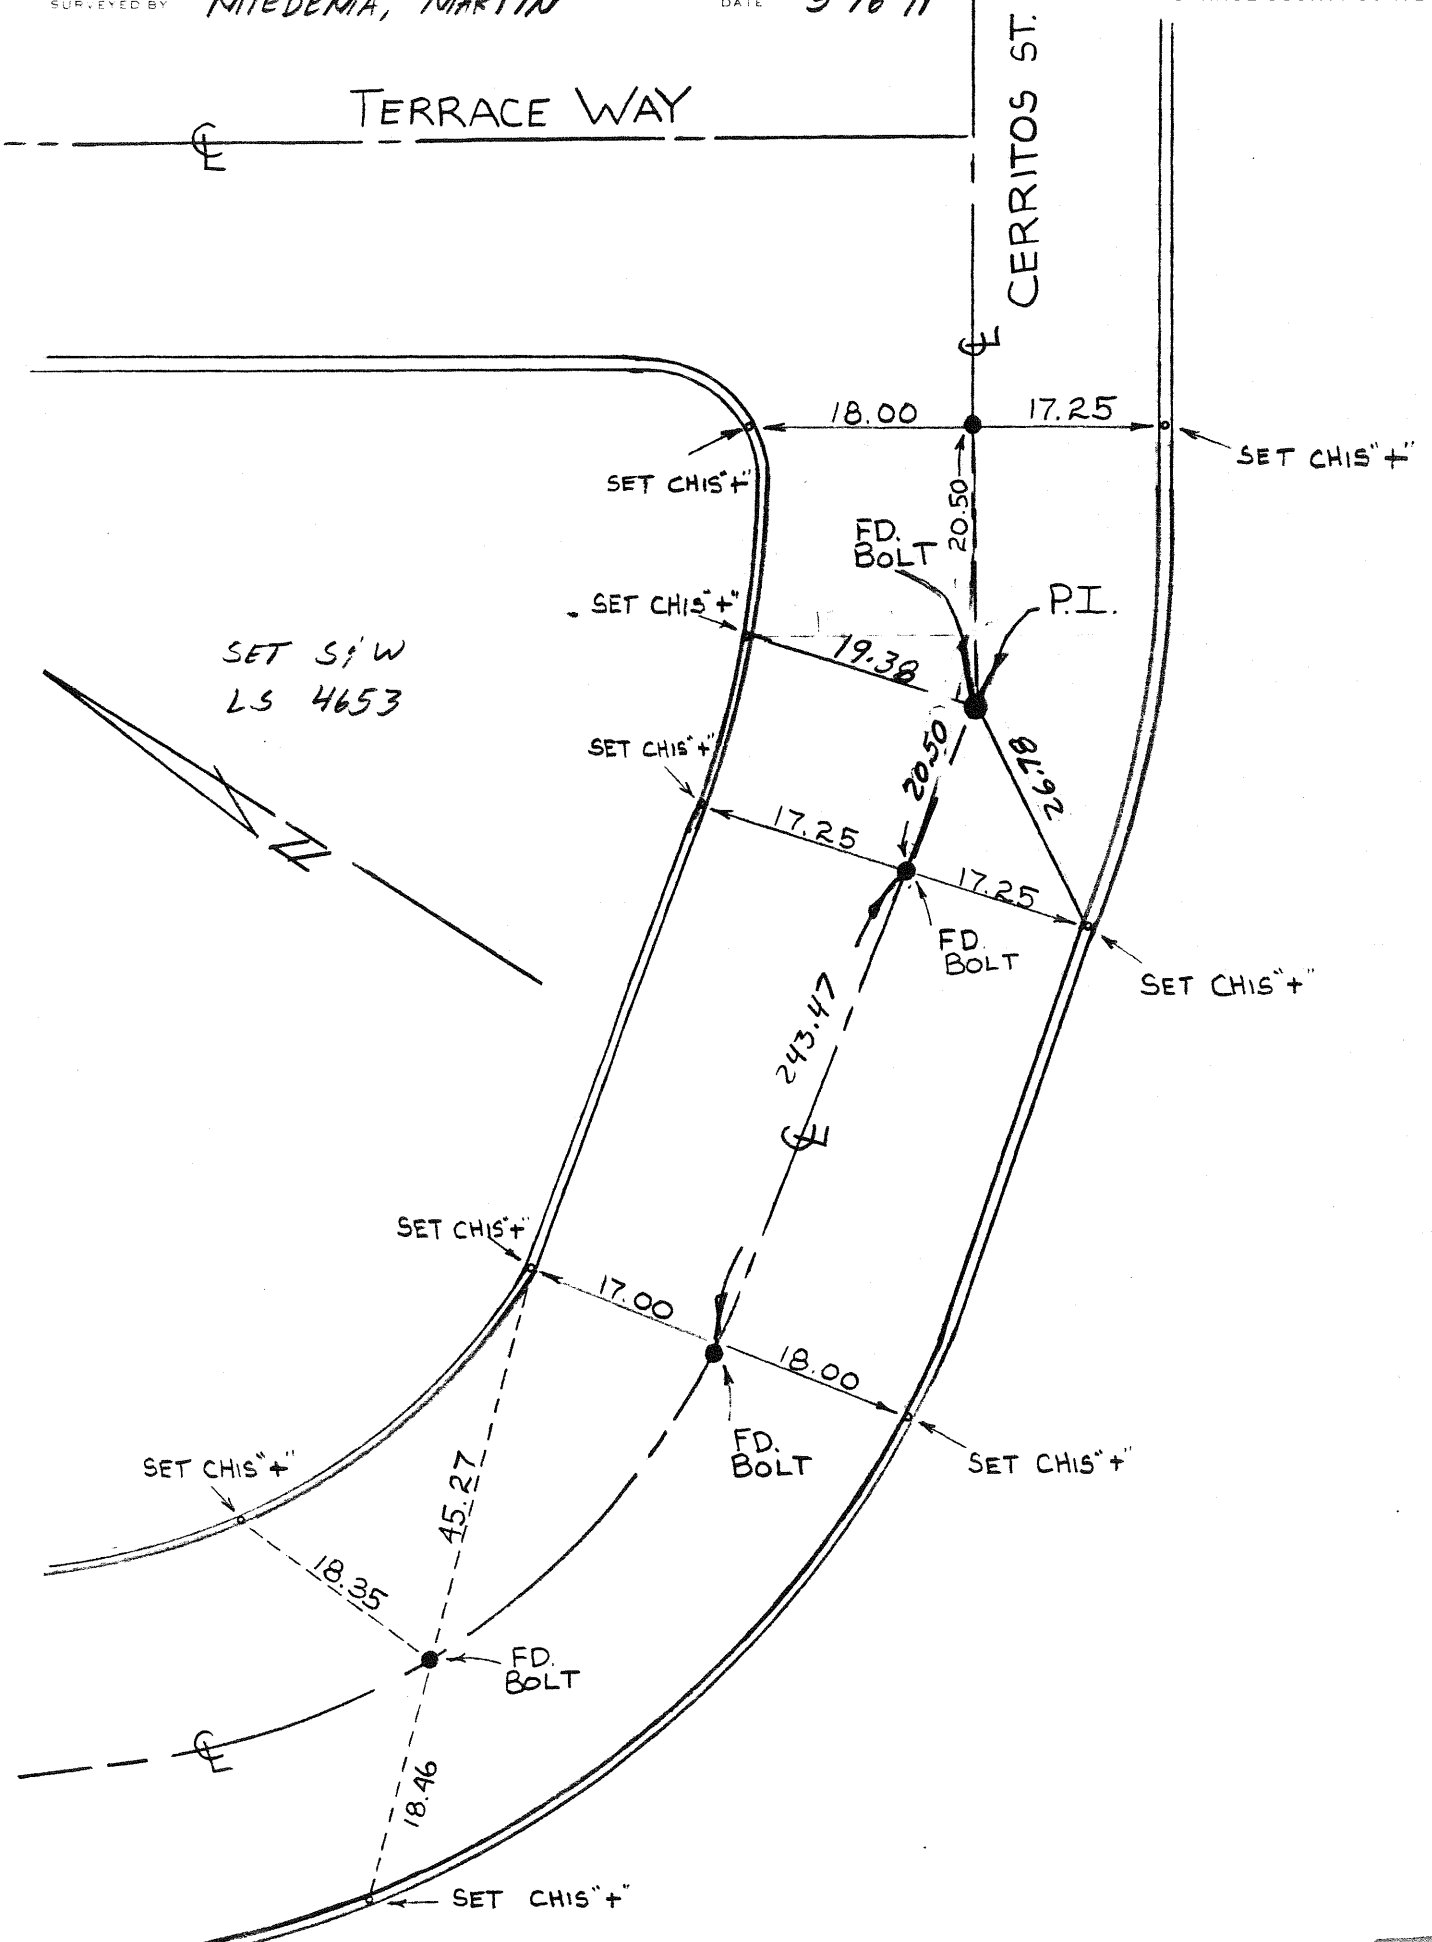 SURVEYED BY MIEDEMA, MARTIN DATE
TERRACE WAY
CERRITOS ST.
℄
℄
18.00
17.25
SET CHIS "+"
SET CHIS "+"
20.50
FD.
BOLT
P.I.
SET CHIS "+"
19.38
SET S&W
LS 4653
SET CHIS "+"
20.50
26.78
17.25
17.25
N
FD.
BOLT
SET CHIS "+"
243.47
℄
SET CHIS "+"
17.00
18.00
FD.
BOLT
SET CHIS "+"
SET CHIS "+"
45.27
18.35
FD.
BOLT
℄
18.46
SET CHIS "+"